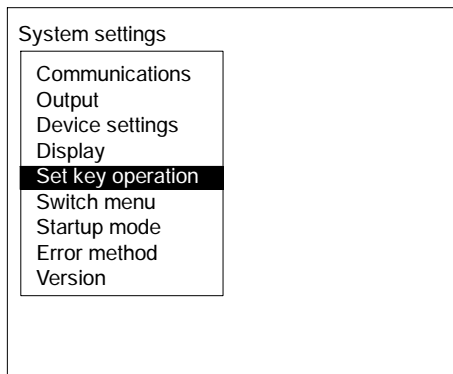 System settings
Communications
Output
Device settings
Display
Set key operation
Switch menu
Startup mode
Error method
Version